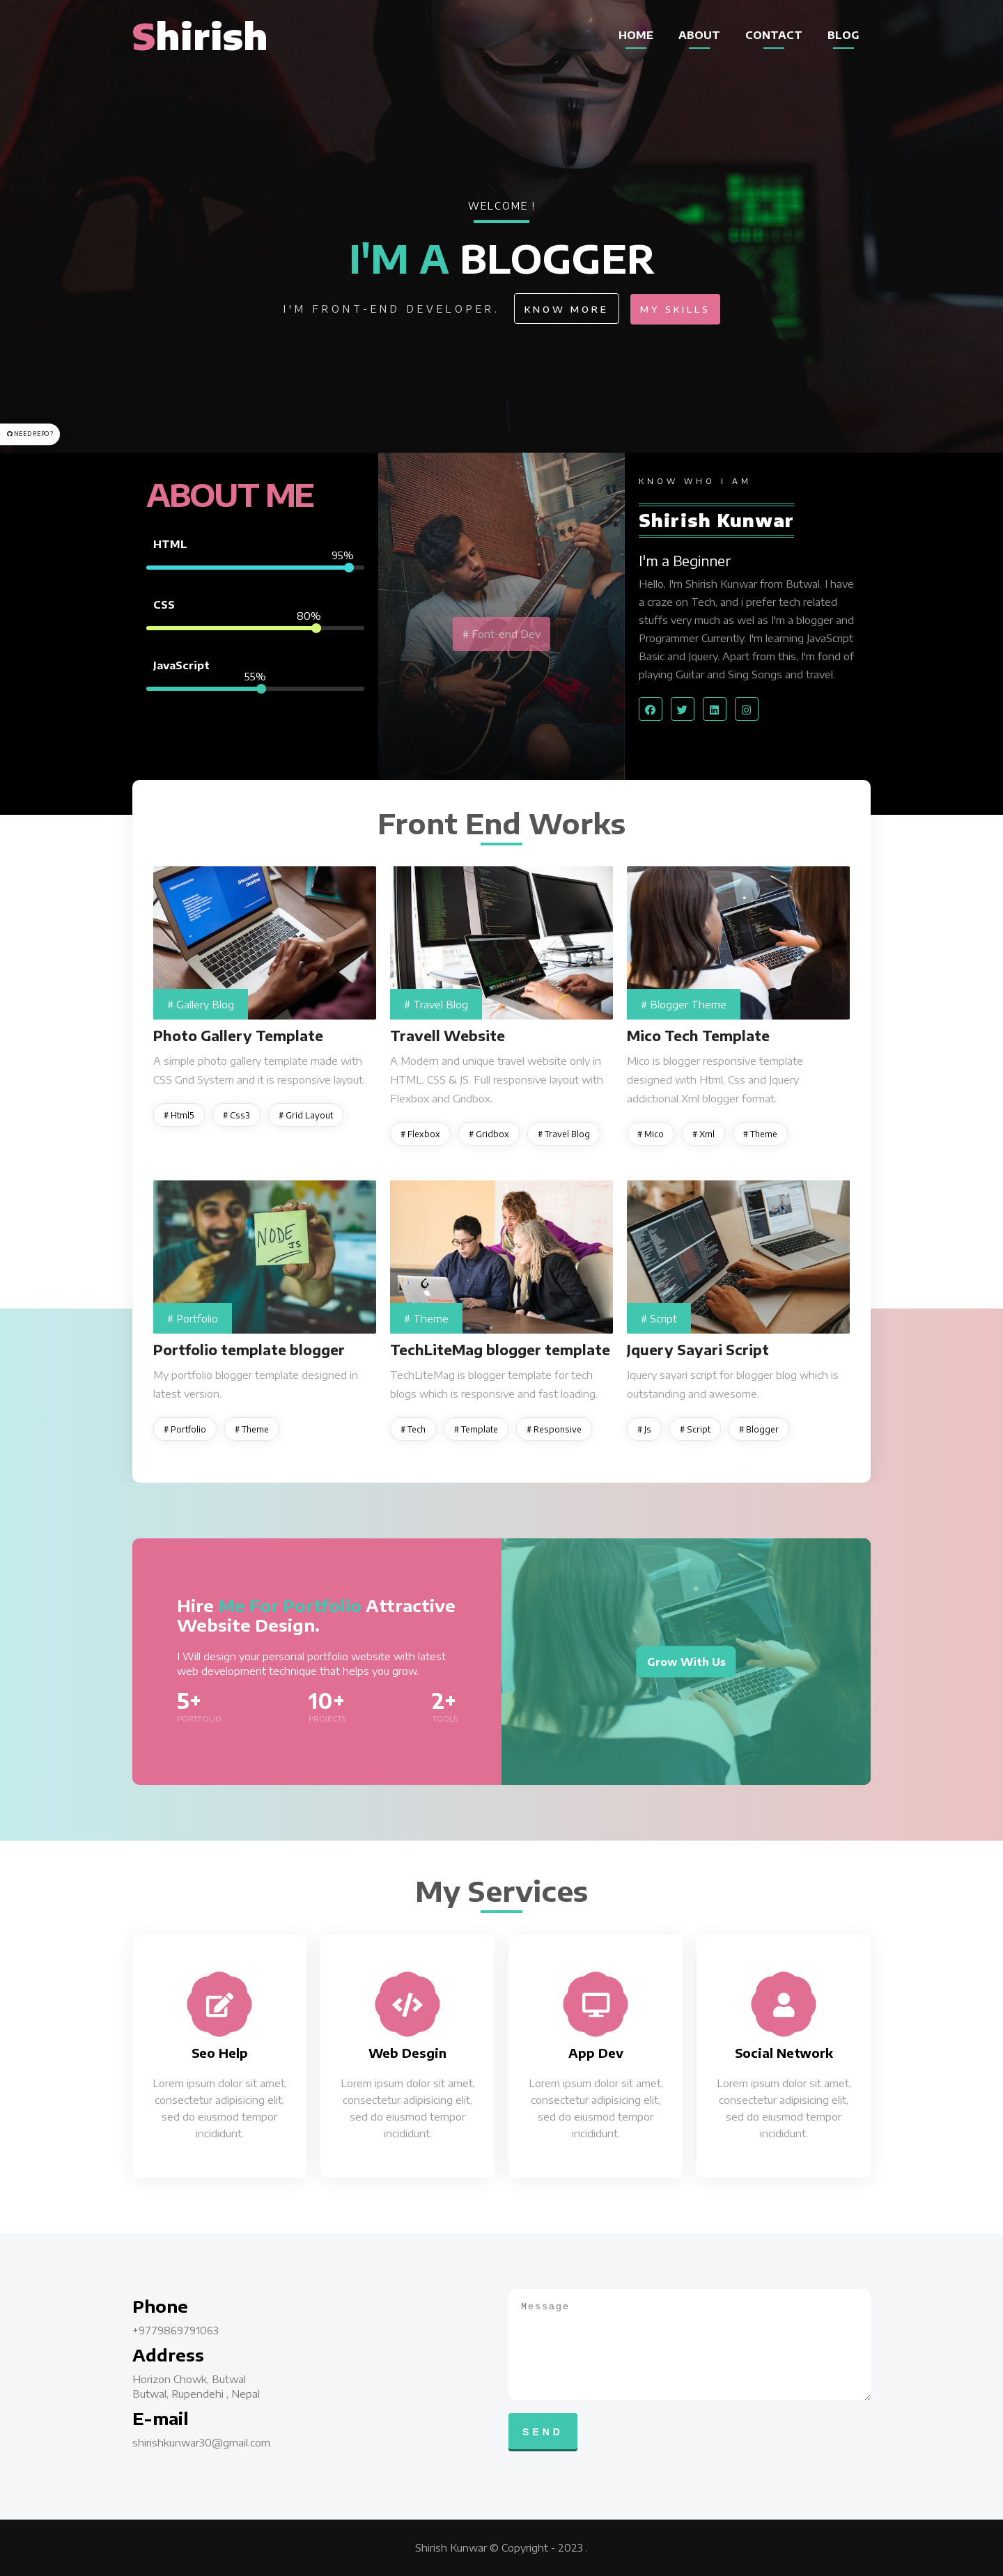 Shirish
HOME ABOUT CONTACT BLOG
WELCOME !
I'M A BLOGGER
I'M FRONT-END DEVELOPER.
KNOW MORE
MY SKILLS
NEED REPO ?
ABOUT ME
HTML
95%
CSS
80%
JavaScript
55%
# Font-end Dev
KNOW WHO I AM
Shirish Kunwar
I'm a Beginner
Hello, I'm Shirish Kunwar from Butwal. I have
a craze on Tech, and i prefer tech related
stuffs very much as wel as I'm a blogger and
Programmer Currently. I'm learning JavaScript
Basic and Jquery. Apart from this, I'm fond of
playing Guitar and Sing Songs and travel.
Front End Works
# Gallery Blog
Photo Gallery Template
A simple photo gallery template made with
CSS Grid System and it is responsive layout.
# Html5 # Css3 # Grid Layout
# Travel Blog
Travell Website
A Modern and unique travel website only in
HTML, CSS & JS. Full responsive layout with
Flexbox and Gridbox.
# Flexbox # Gridbox # Travel Blog
# Blogger Theme
Mico Tech Template
Mico is blogger responsive template
designed with Html, Css and Jquery
addictional Xml blogger format.
# Mico # Xml # Theme
NODE
JS
# Portfolio
Portfolio template blogger
My portfolio blogger template designed in
latest version.
# Portfolio # Theme
# Theme
TechLiteMag blogger template
TechLiteMag is blogger template for tech
blogs which is responsive and fast loading.
# Tech # Template # Responsive
# Script
Jquery Sayari Script
Jquery sayari script for blogger blog which is
outstanding and awesome.
# Js # Script # Blogger
Hire Me For Portfolio Attractive
Website Design.
I Will design your personal portfolio website with latest
web development technique that helps you grow.
5+ 10+ 2+
PORTFOLIO PROJECTS TOOLS
Grow With Us
My Services
Seo Help
Lorem ipsum dolor sit amet,
consectetur adipisicing elit,
sed do eiusmod tempor
incididunt.
Web Desgin
Lorem ipsum dolor sit amet,
consectetur adipisicing elit,
sed do eiusmod tempor
incididunt.
App Dev
Lorem ipsum dolor sit amet,
consectetur adipisicing elit,
sed do eiusmod tempor
incididunt.
Social Network
Lorem ipsum dolor sit amet,
consectetur adipisicing elit,
sed do eiusmod tempor
incididunt.
Phone
+9779869791063
Address
Horizon Chowk, Butwal
Butwal, Rupendehi , Nepal
E-mail
shirishkunwar30@gmail.com
Message
SEND
Shirish Kunwar © Copyright - 2023 .